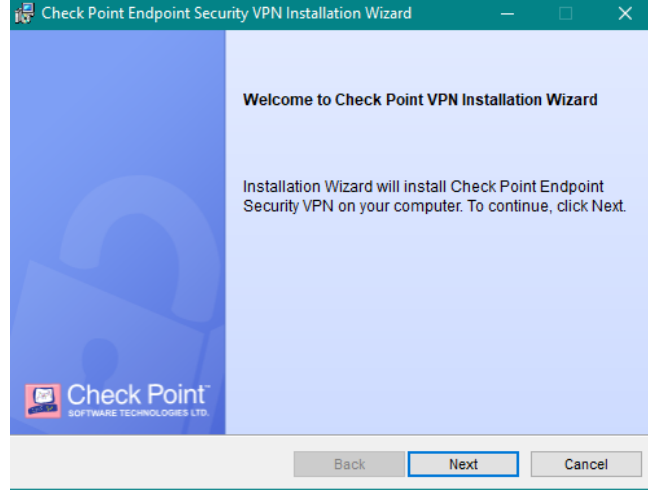 Check Point Endpoint Security VPN Installation Wizard
Welcome to Check Point VPN Installation Wizard
Installation Wizard will install Check Point Endpoint
Security VPN on your computer. To continue, click Next.
Check Point™
SOFTWARE TECHNOLOGIES LTD.
Back Next Cancel